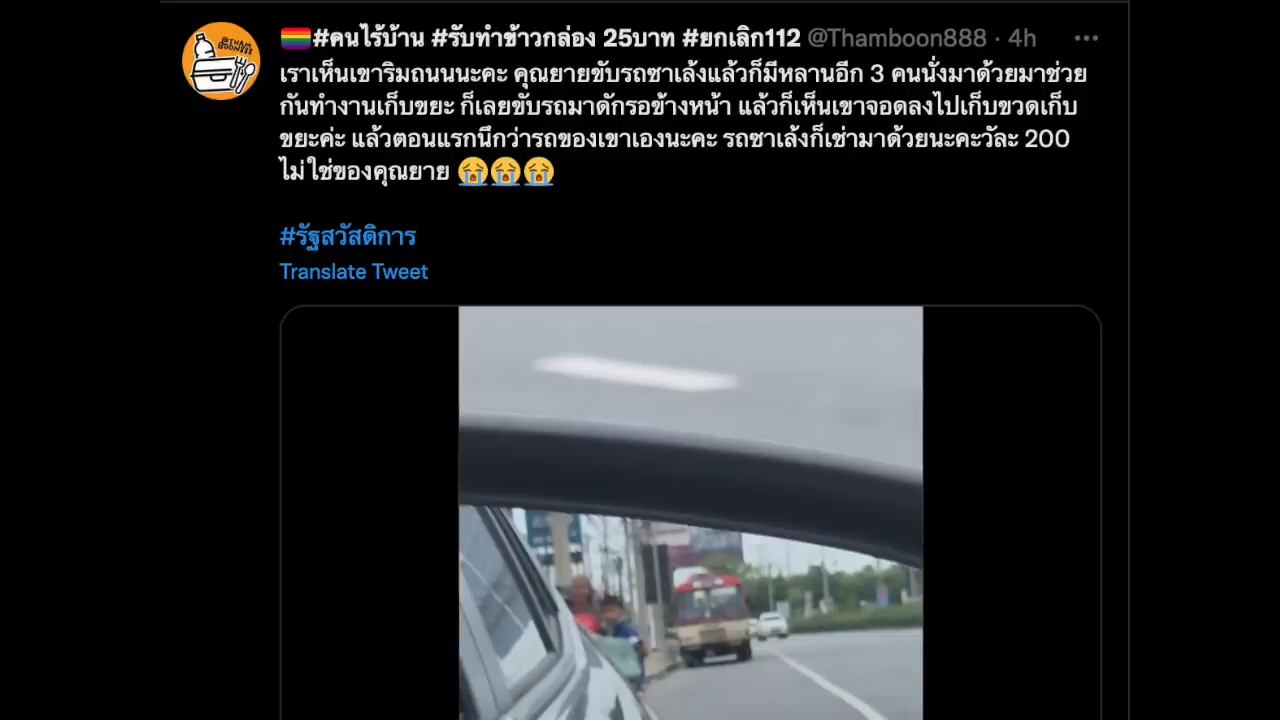 #คนไร้บ้าน #รับทำข้าวกล่อง 25บาท #ยกเลิก112 @Thamboon888 · 4h
เราเห็นเขาริมถนนนะคะ คุณยายขับรถซาเล้งแล้วก็มีหลานอีก 3 คนนั่งมาด้วยมาช่วย
กันทำงานเก็บขยะ ก็เลยขับรถมาดักรอข้างหน้า แล้วก็เห็นเขาจอดลงไปเก็บขวดเก็บ
ขยะค่ะ แล้วตอนแรกนึกว่ารถของเขาเองนะคะ รถซาเล้งก็เช่ามาด้วยนะคะวัละ 200
ไม่ใช่ของคุณยาย 😭😭😭
#รัฐสวัสดิการ
Translate Tweet